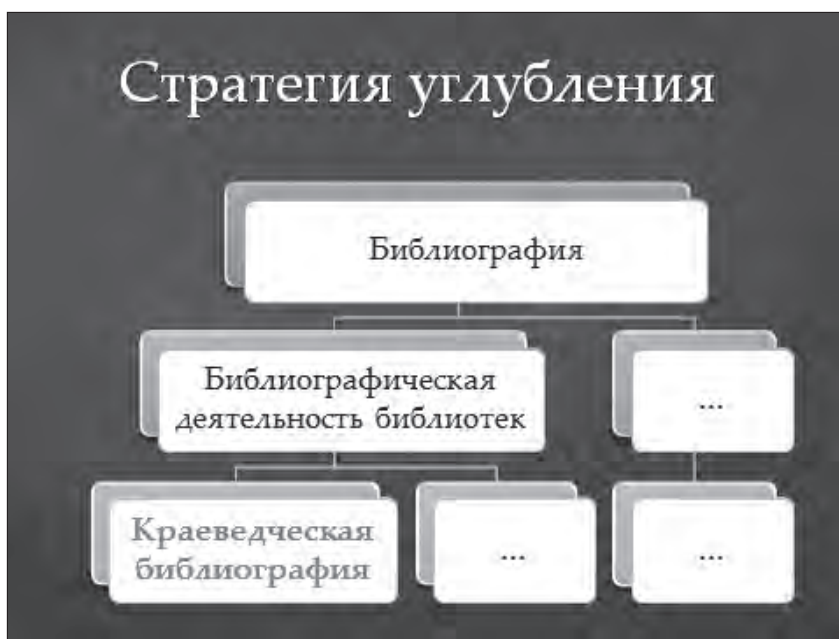 Стратегия углубления
Библиография
Библиографическая
деятельность библиотек
...
Краеведческая
библиография
...
...